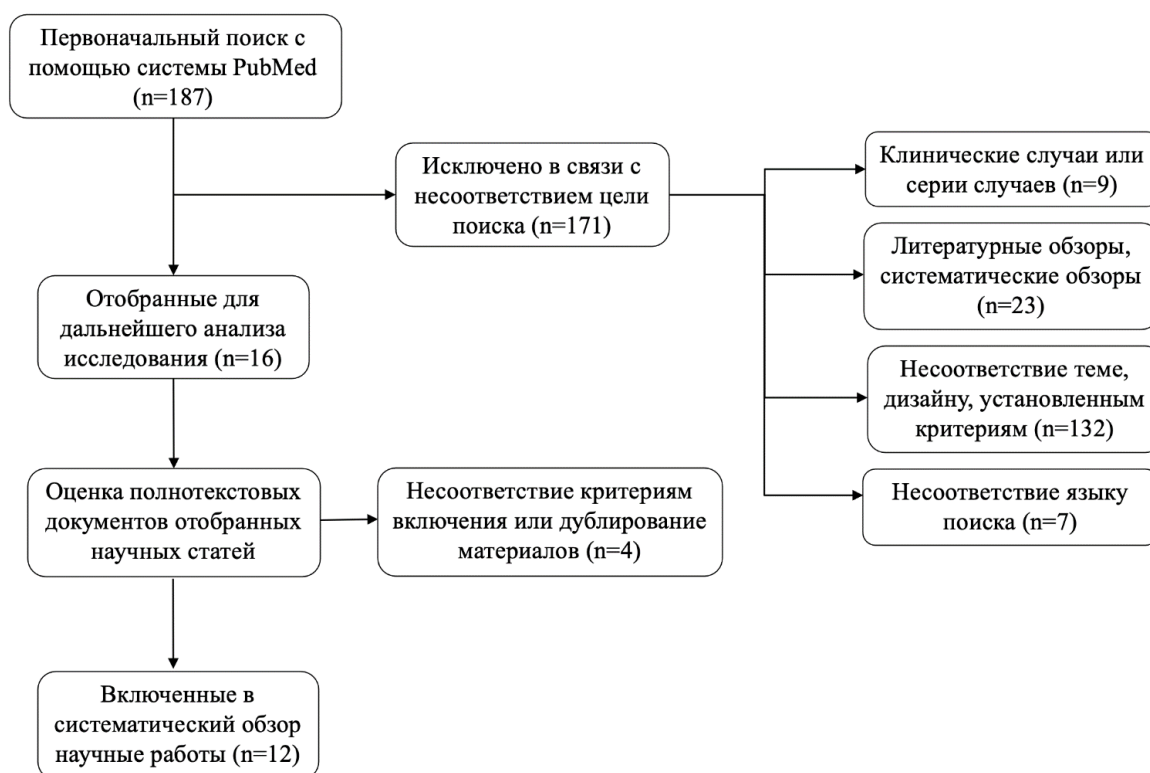 Первоначальный поиск с
помощью системы PubMed
(n=187)
Исключено в связи с
несоответствием цели
поиска (n=171)
Клинические случаи или
серии случаев (n=9)
Литературные обзоры,
систематические обзоры
(n=23)
Несоответствие теме,
дизайну, установленным
критериям (n=132)
Несоответствие языку
поиска (n=7)
Отобранные для
дальнейшего анализа
исследования (n=16)
Оценка полнотекстовых
документов отобранных
научных статей
Несоответствие критериям
включения или дублирование
материалов (n=4)
Включенные в
систематический обзор
научные работы (n=12)